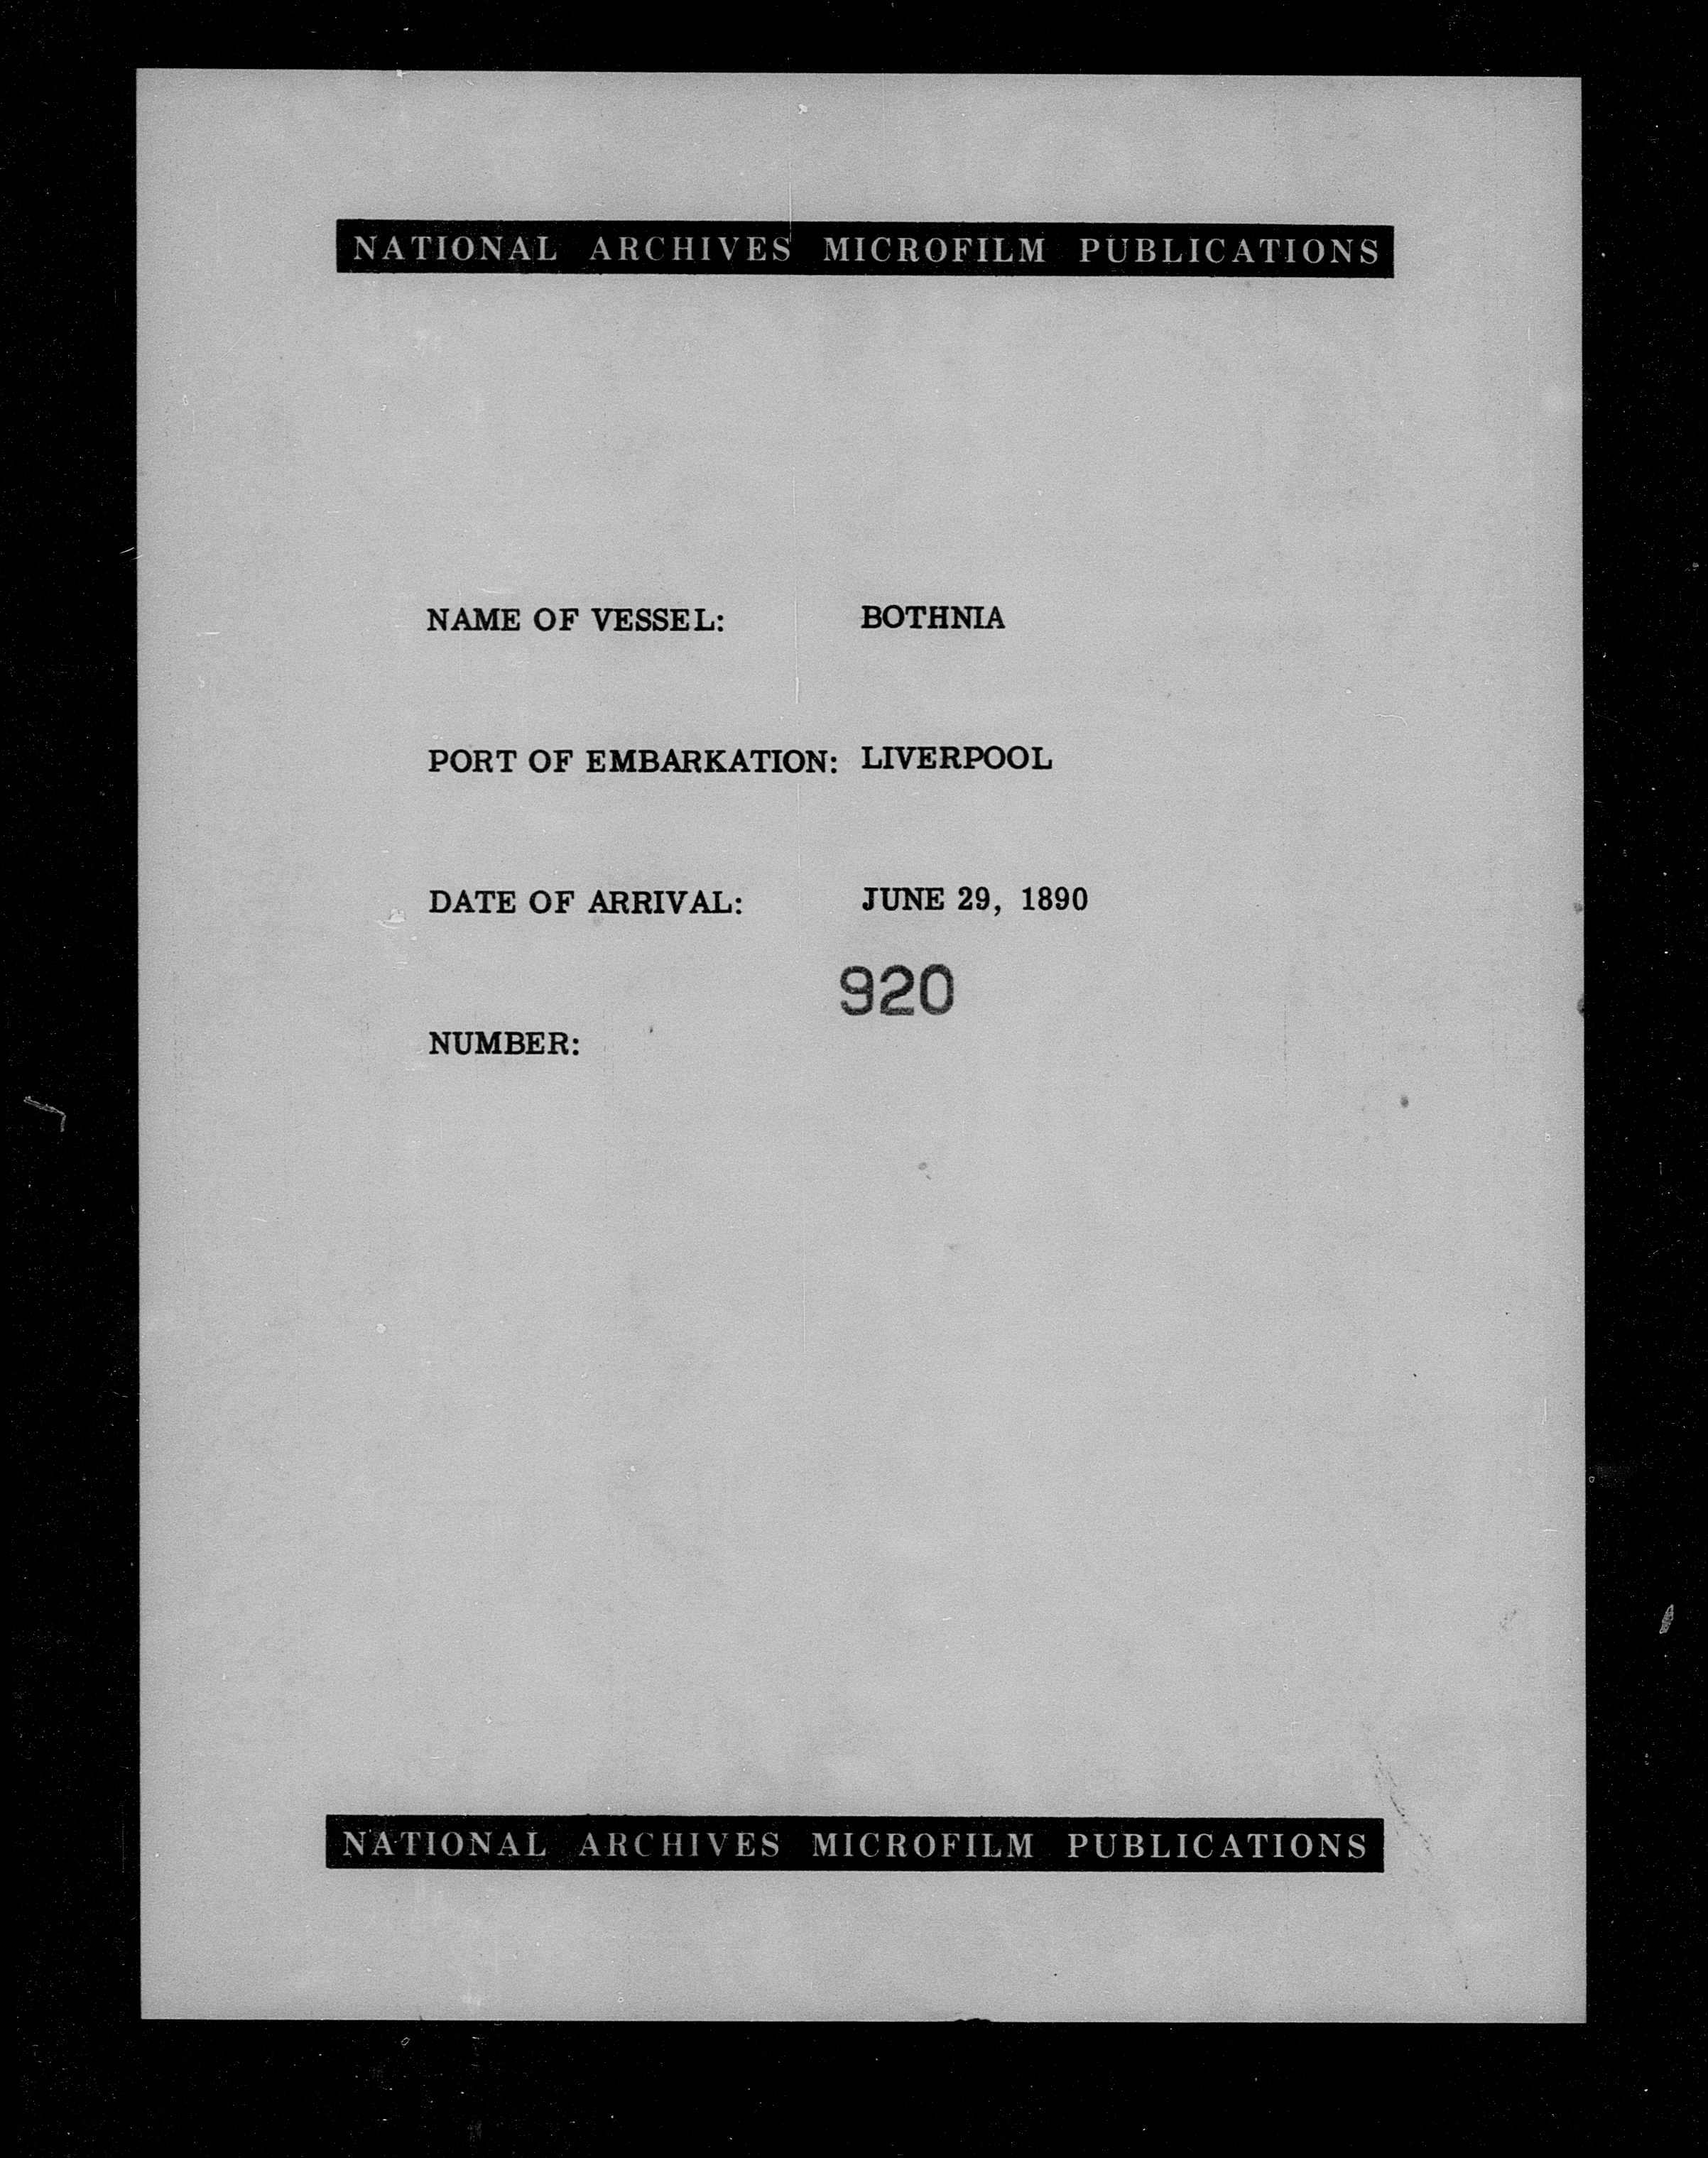 NATIONAL ARCHIVES MICROFILM PUBLICATIONS
NAME OF VESSEL: BOTHNIA
PORT OF EMBARKATION: LIVERPOOL
DATE OF ARRIVAL: JUNE 29, 1890
920
NUMBER:
NATIONAL ARCHIVES MICROFILM PUBLICATIONS